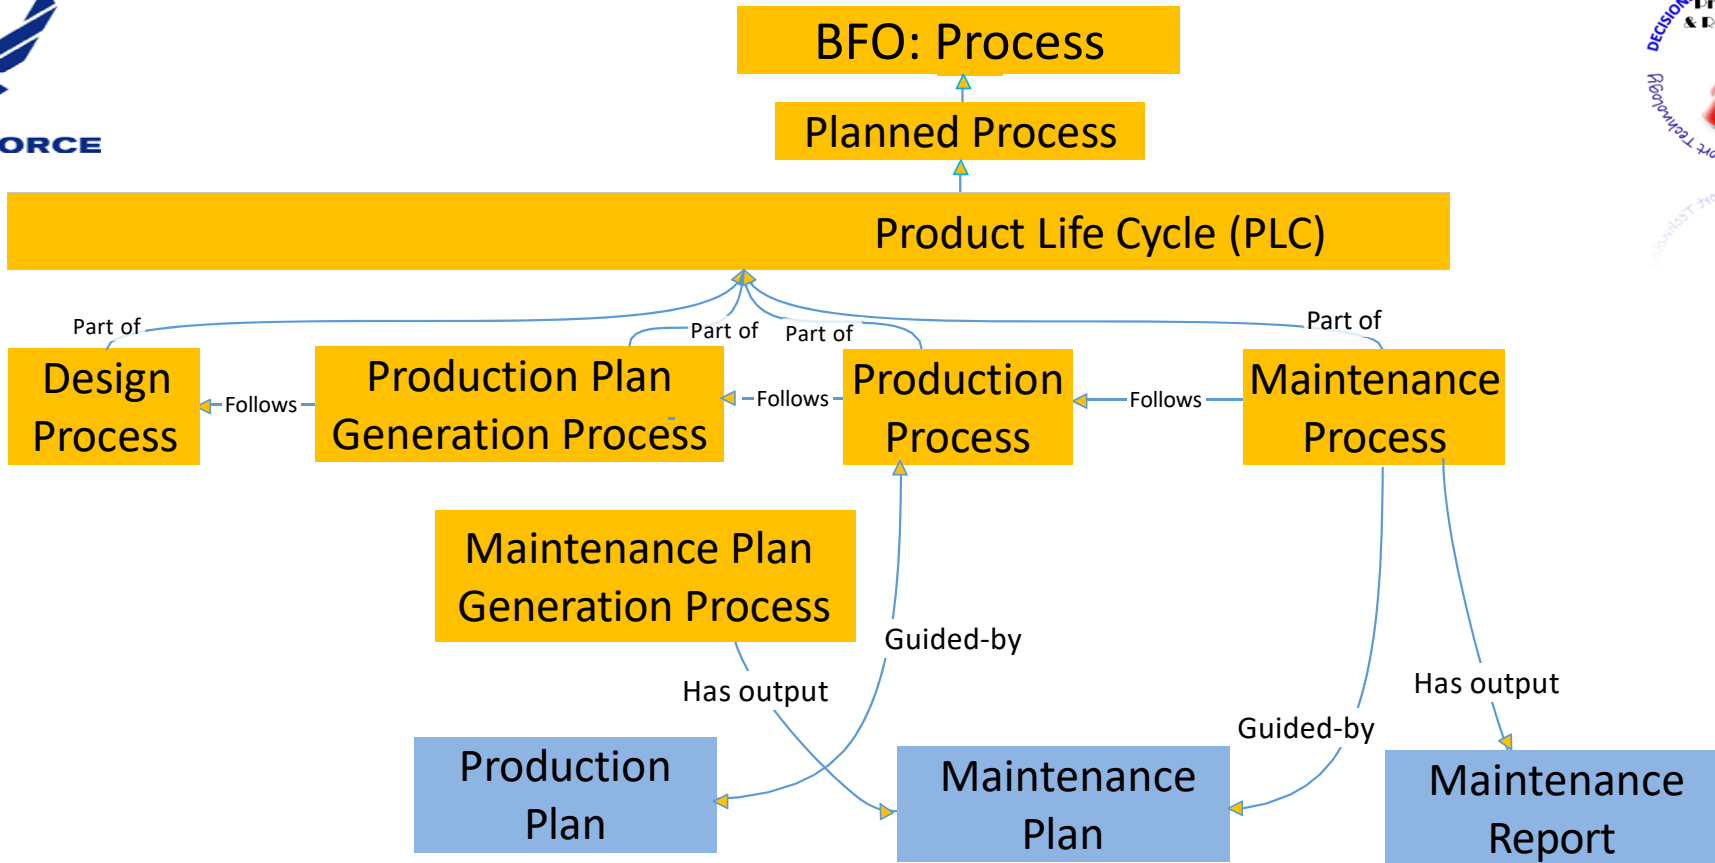 BFO: Process
DECISIONS
& R
Planned Process
ORCE
Product Life Cycle (PLC)
Part of
Part of
Part of
Part of
Design
Process
Follows
Production Plan
Generation Process
Follows
Production
Process
Follows
Maintenance
Process
Maintenance Plan
Generation Process
Guided-by
Has output
Has output
Guided-by
Production
Plan
Maintenance
Plan
Maintenance
Report